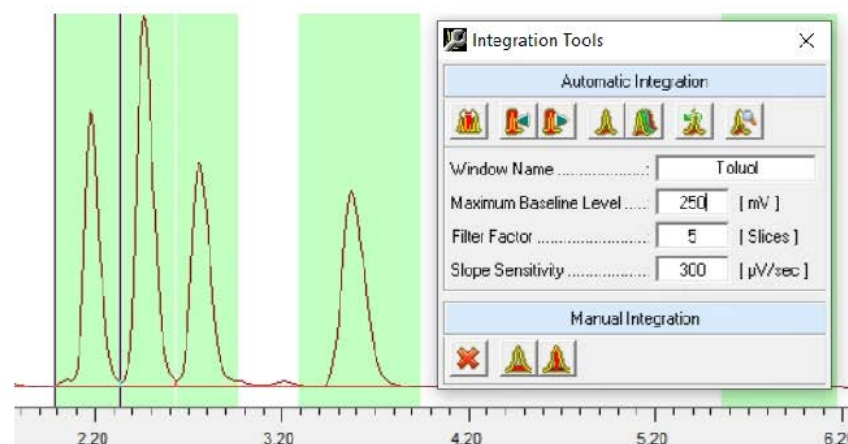 Integration Tools
Automatic Integration
Window Name ..................... : Toluol
Maximum Baseline Level ..... : 250 [ mV ]
Filter Factor ......................... : 5 [ Slices ]
Slope Sensitivity ................... : 300 [ µV/sec ]
Manual Integration
2.20 3.20 4.20 5.20 6.2